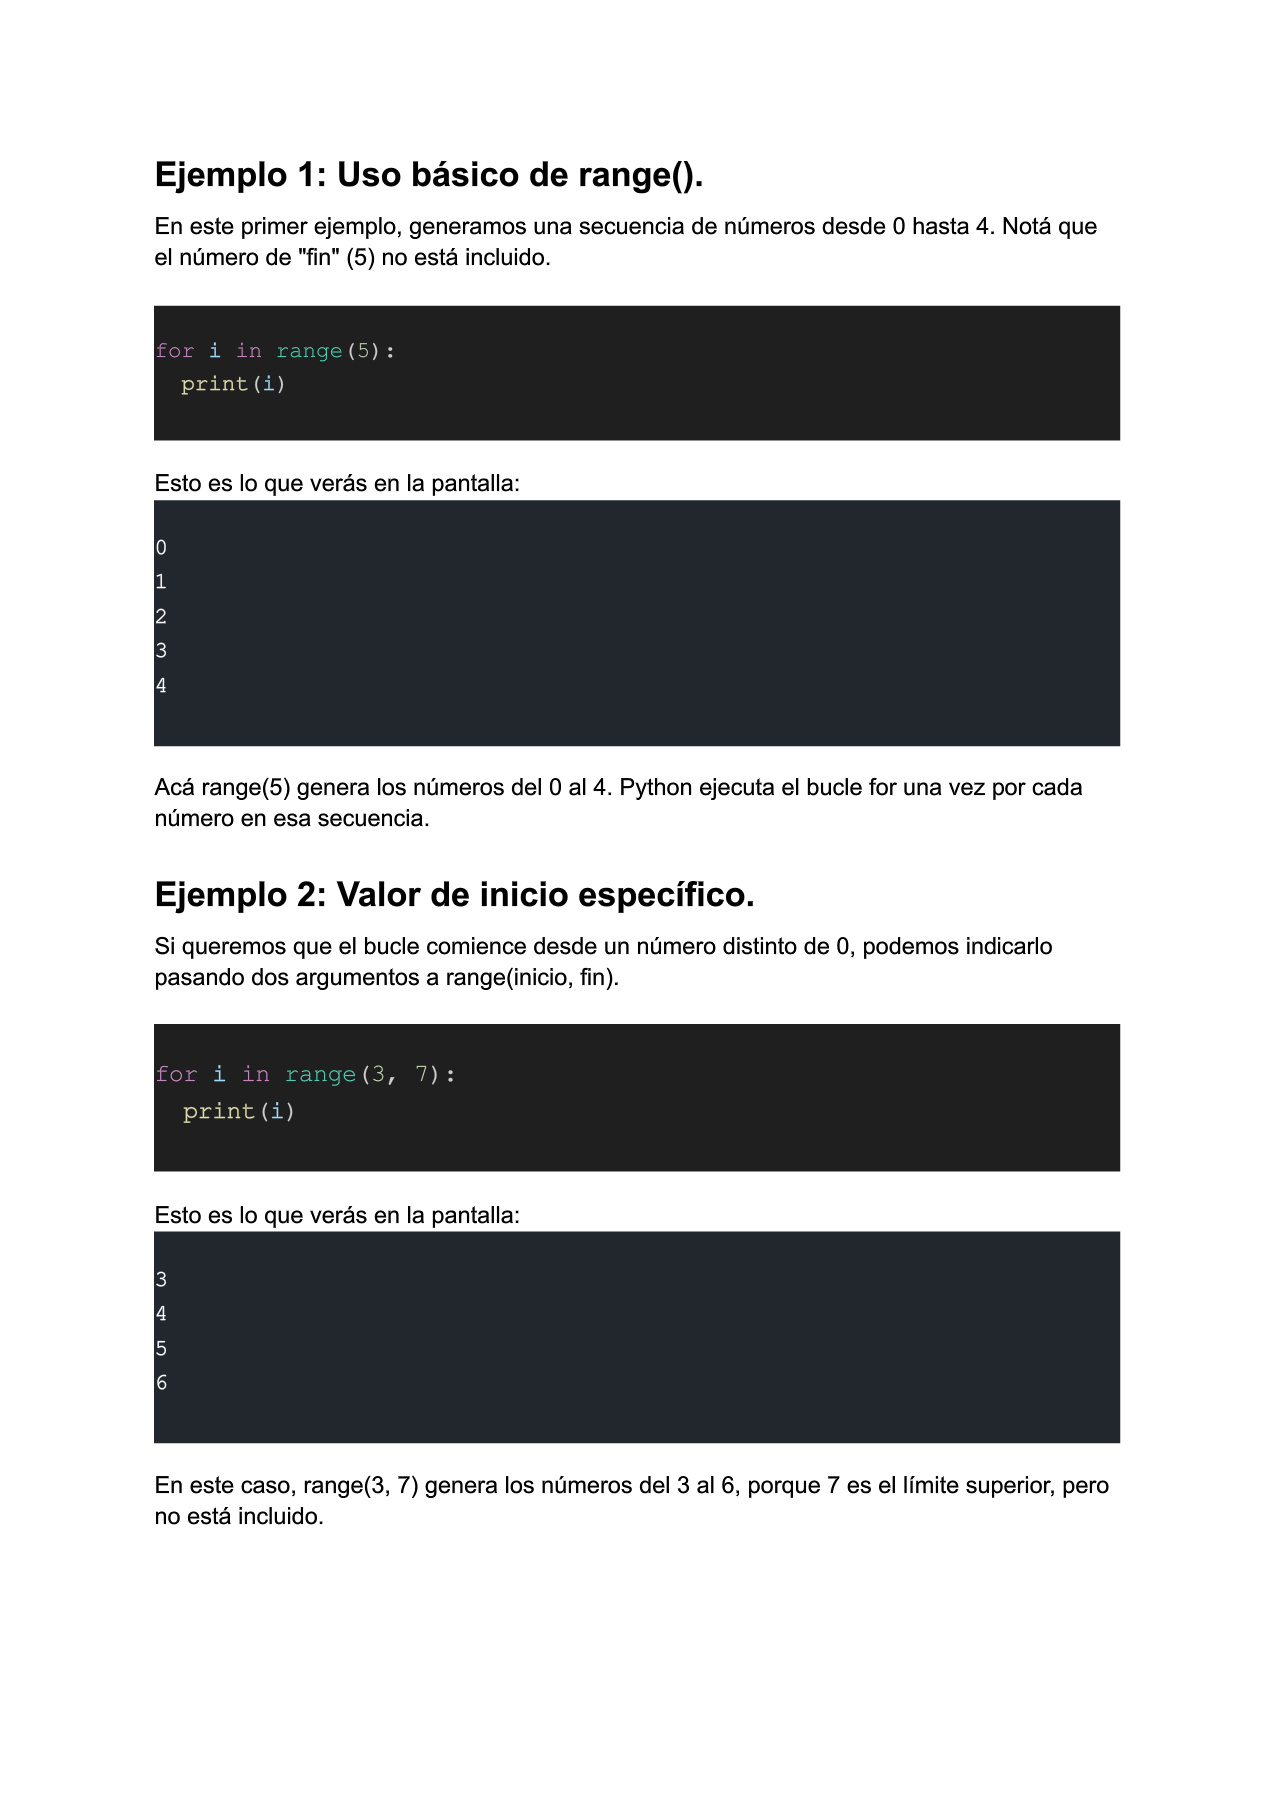 Ejemplo 1: Uso básico de range().
En este primer ejemplo, generamos una secuencia de números desde 0 hasta 4. Notá que
el número de "fin" (5) no está incluido.
for i in range(5):
  print(i)
Esto es lo que verás en la pantalla:
0
1
2
3
4
Acá range(5) genera los números del 0 al 4. Python ejecuta el bucle for una vez por cada
número en esa secuencia.
Ejemplo 2: Valor de inicio específico.
Si queremos que el bucle comience desde un número distinto de 0, podemos indicarlo
pasando dos argumentos a range(inicio, fin).
for i in range(3, 7):
  print(i)
Esto es lo que verás en la pantalla:
3
4
5
6
En este caso, range(3, 7) genera los números del 3 al 6, porque 7 es el límite superior, pero
no está incluido.